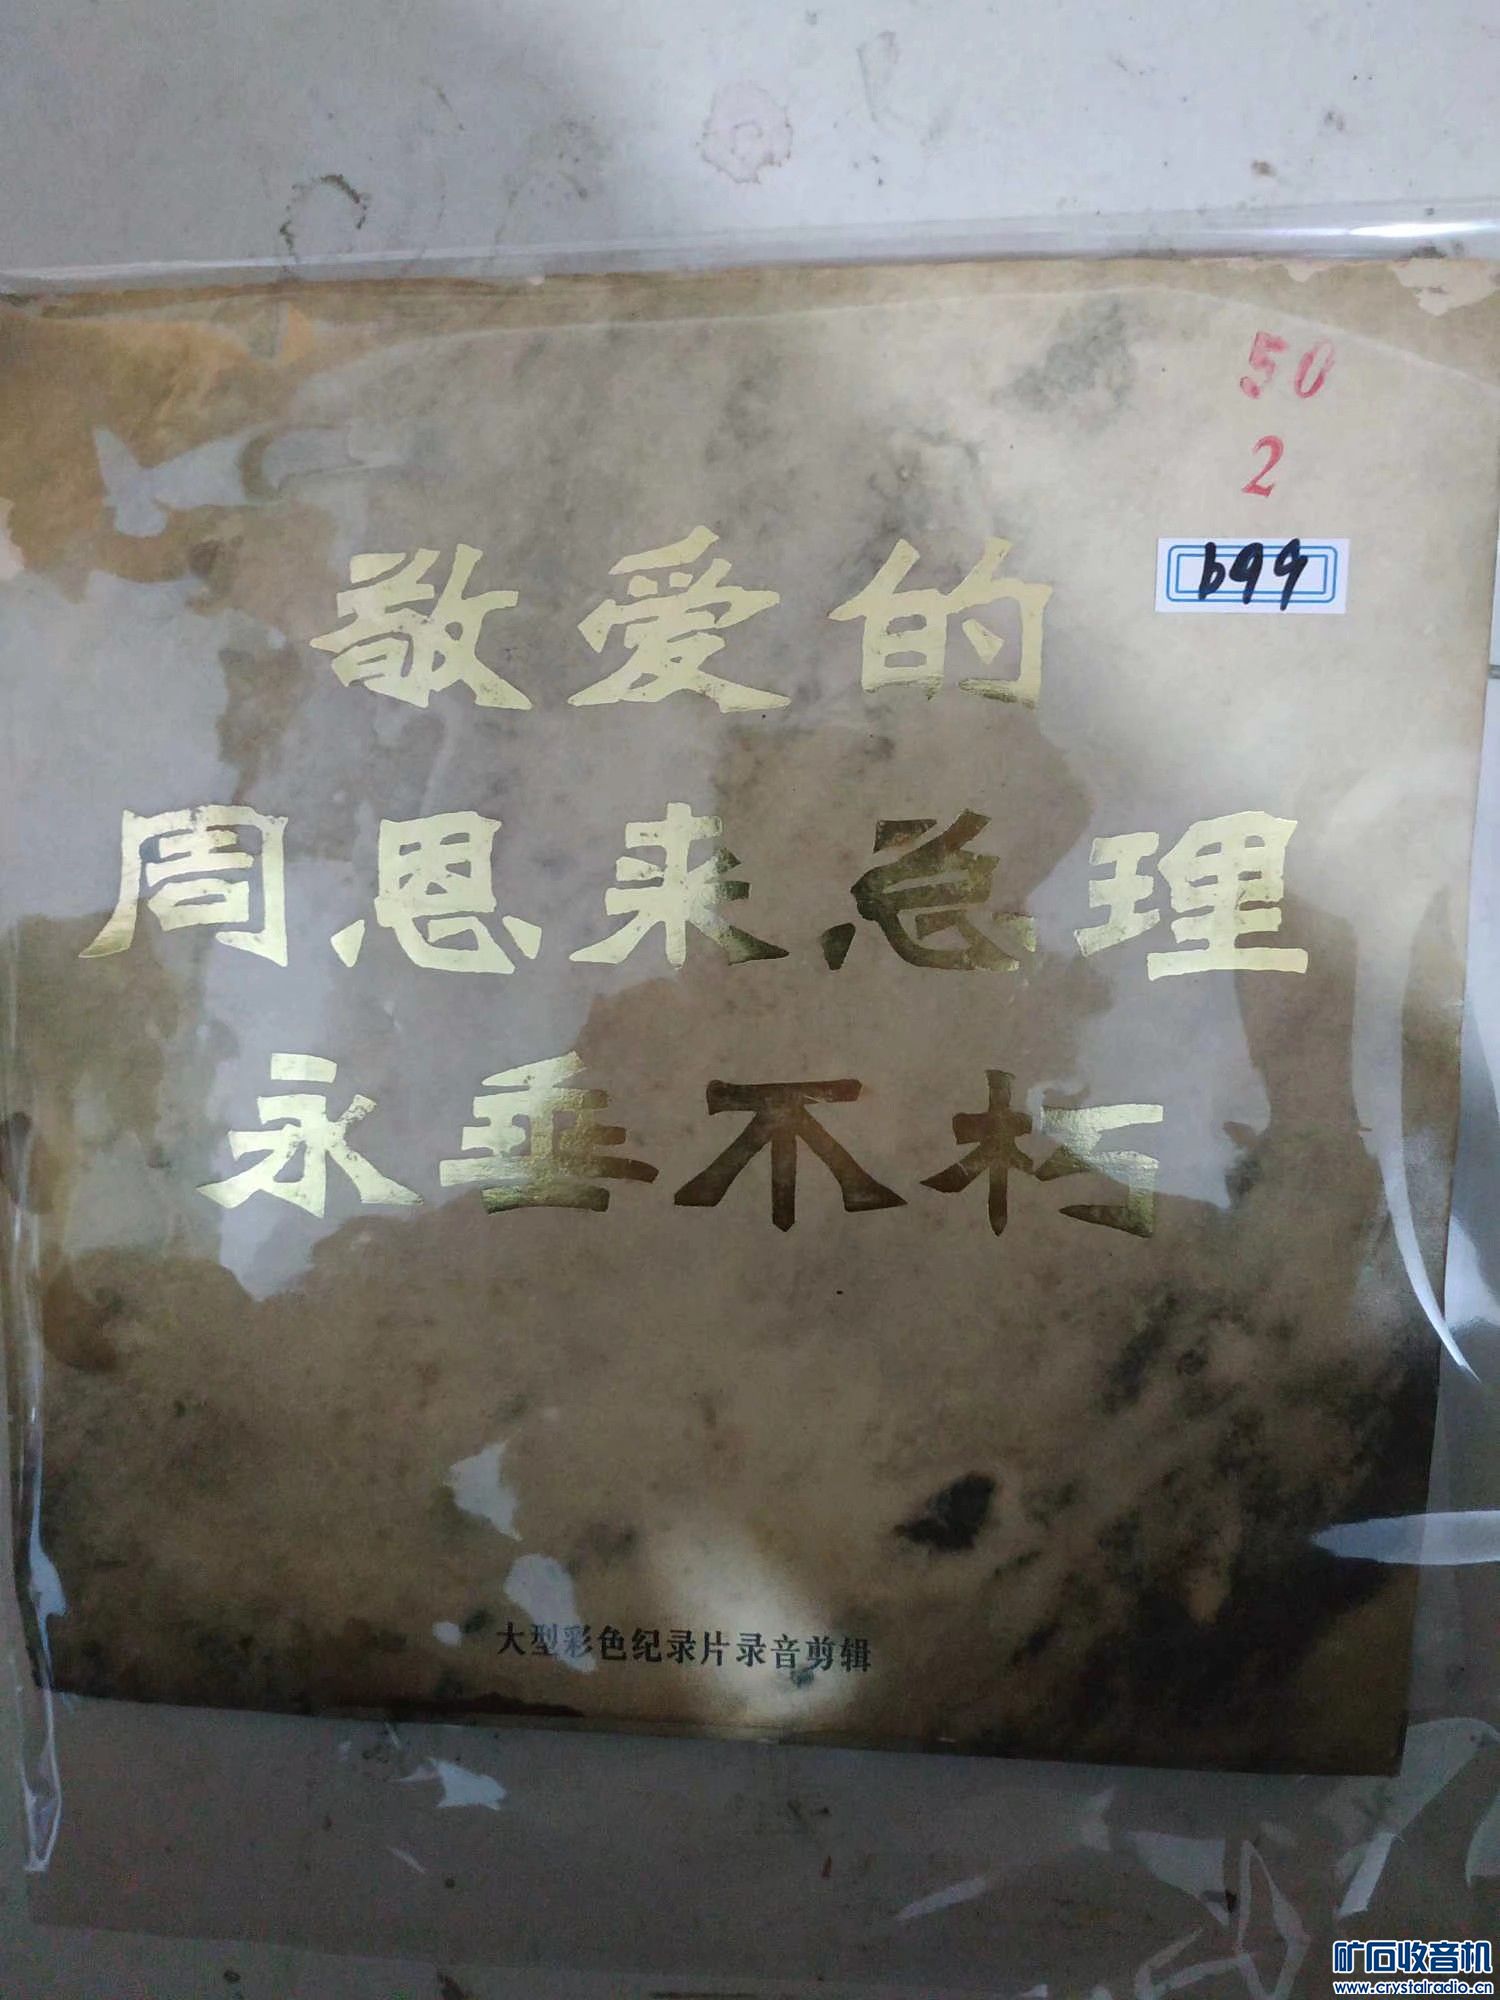 50
2
b99
敬爱的
周恩来总理
永垂不朽
大型彩色纪录片录音剪辑
矿石收音机
www.crystalradio.cn